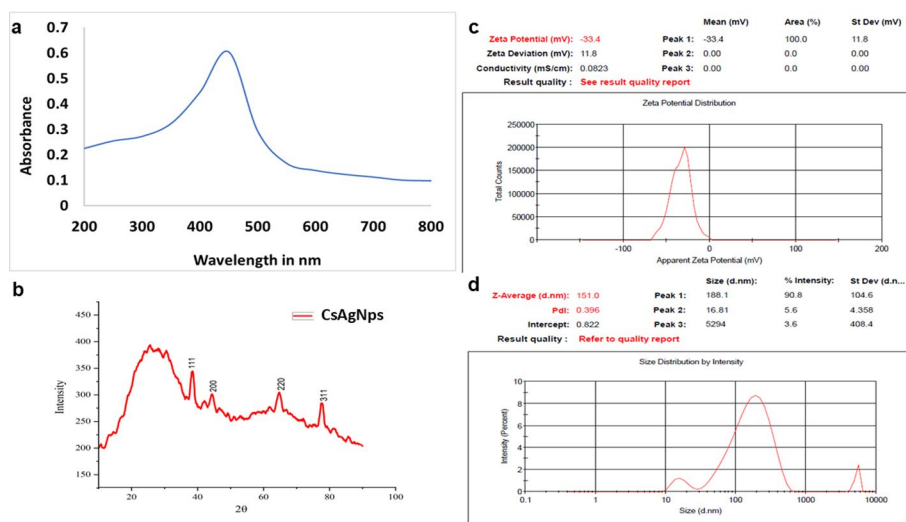 a
0.7
0.6
0.5
0.4
0.3
0.2
0.1
0
Absorbance
200 300 400 500 600 700 800
Wavelength in nm
b
CsAgNps
450
400
350
300
250
200
150
Intensity
111
200
220
311
20 40 60 80 100
2θ
c
Mean (mV) Area (%) St Dev (mV)
Zeta Potential (mV): -33.4 Peak 1: -33.4 100.0 11.8
Zeta Deviation (mV): 11.8 Peak 2: 0.00 0.0 0.00
Conductivity (mS/cm): 0.0823 Peak 3: 0.00 0.0 0.00
Result quality : See result quality report
Zeta Potential Distribution
250000
200000
150000
100000
50000
0
Total Counts
-100 0 100 200
Apparent Zeta Potential (mV)
d
Size (d.nm): % Intensity: St Dev (d.n...
Z-Average (d.nm): 151.0 Peak 1: 188.1 90.8 104.6
PdI: 0.396 Peak 2: 16.81 5.6 4.358
Intercept: 0.822 Peak 3: 5294 3.6 408.4
Result quality : Refer to quality report
Size Distribution by Intensity
10
8
6
4
2
0
Intensity (Percent)
0.1 1 10 100 1000 10000
Size (d.nm)